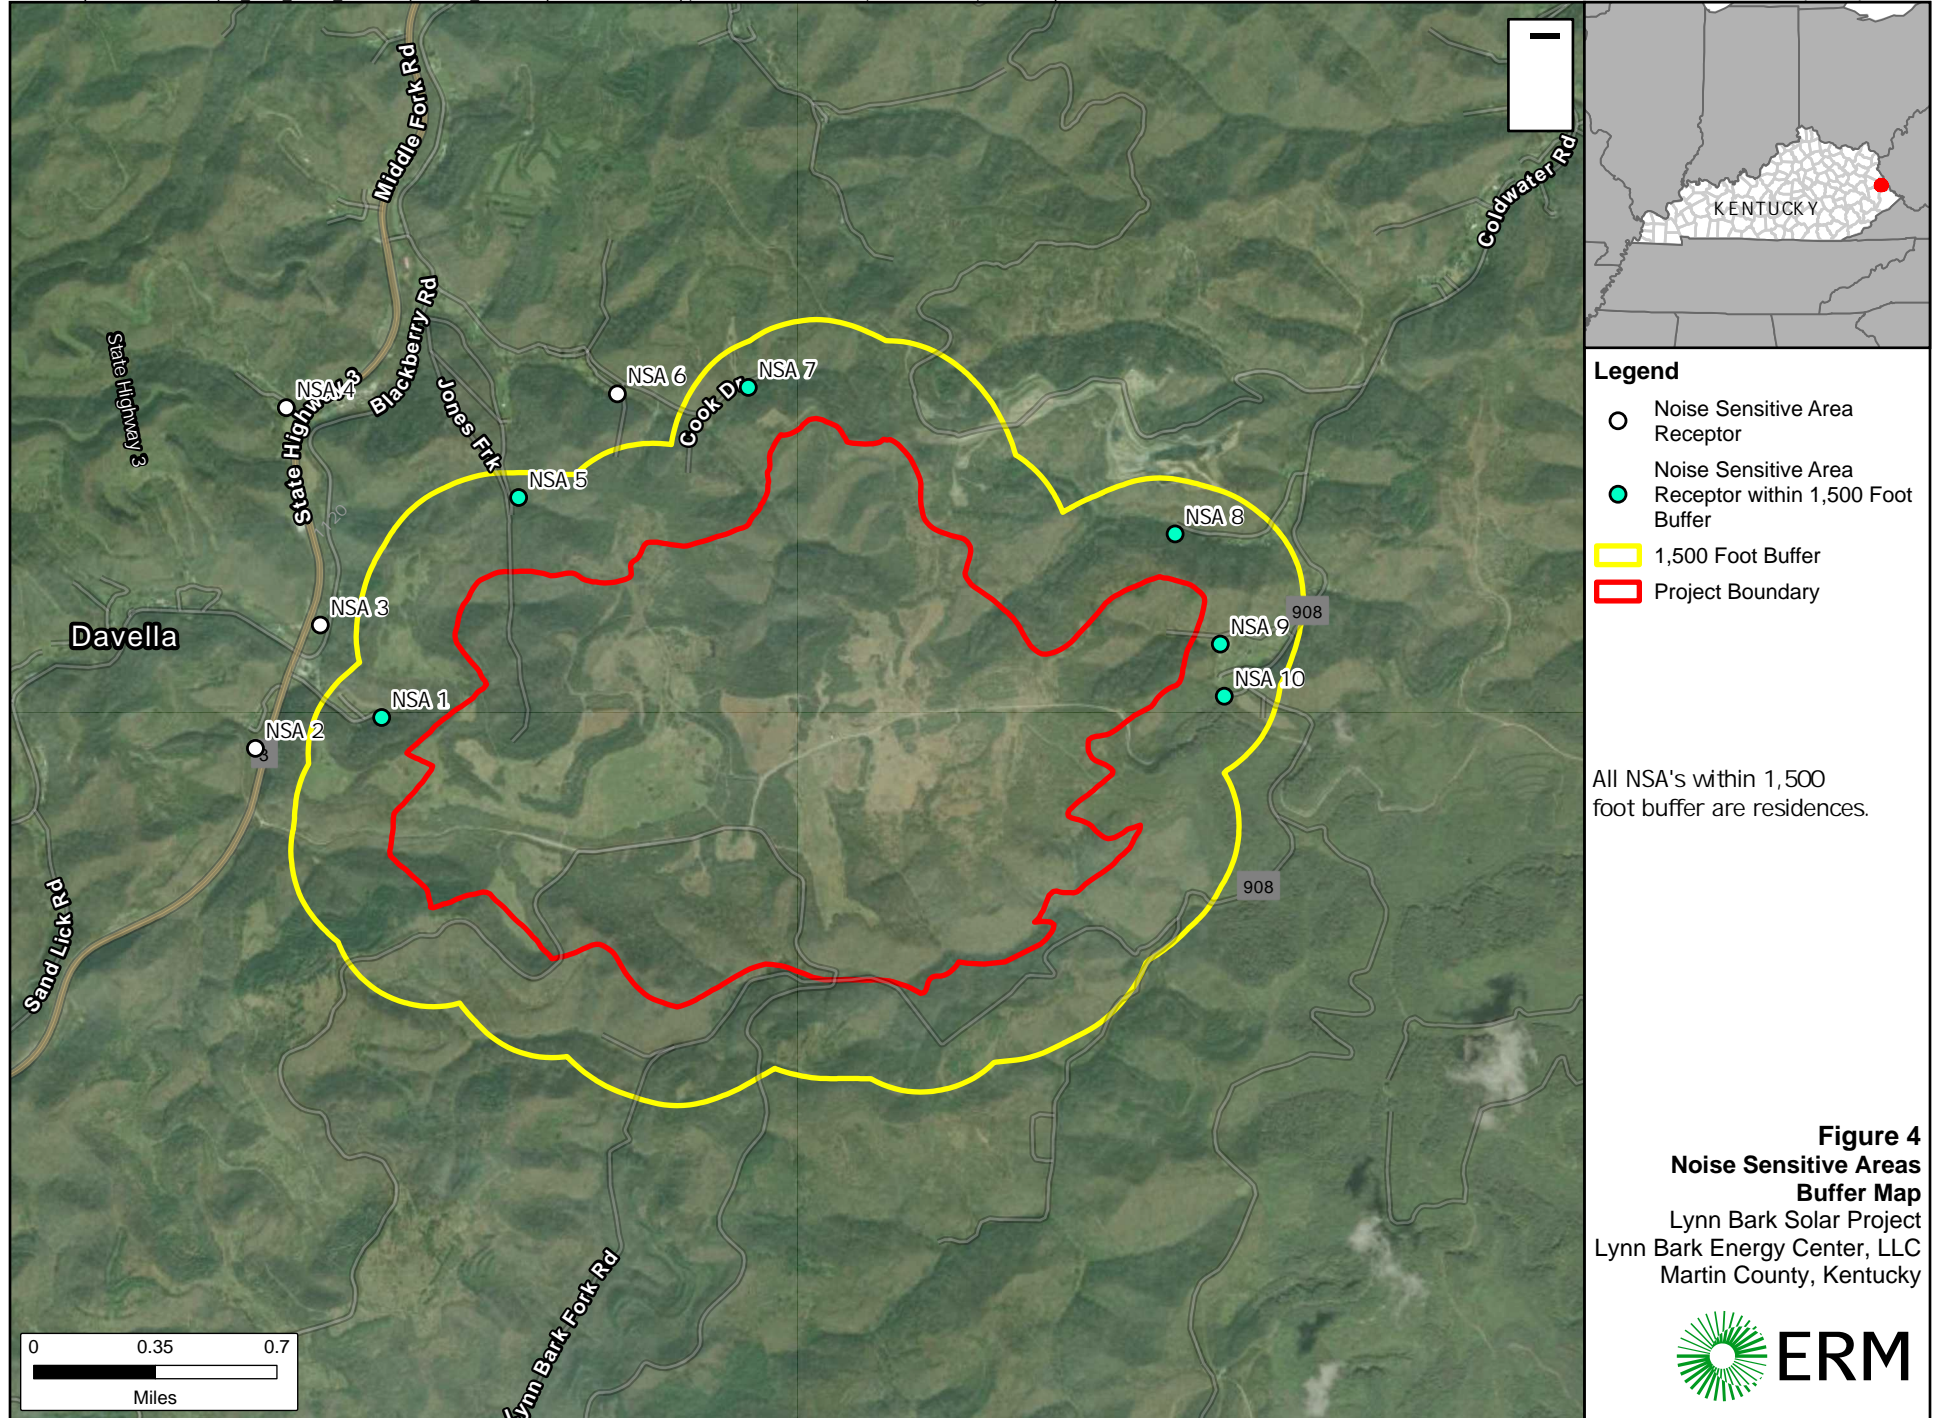 Middle Fork Rd
Coldwater Rd
State Highway 3
Blackberry Rd
NSA 4
State Highway 3
Jones Frk
NSA 6
Cook Dr
NSA 7
NSA 5
120
NSA 8
NSA 3
Davella
908
NSA 9
NSA 10
NSA 1
NSA 2
3
908
Sand Lick Rd
Lynn Bark Fork Rd
0 0.35 0.7
Miles
KENTUCKY
Legend
Noise Sensitive Area
Receptor
Noise Sensitive Area
Receptor within 1,500 Foot
Buffer
1,500 Foot Buffer
Project Boundary
All NSA's within 1,500
foot buffer are residences.
Figure 4
Noise Sensitive Areas
Buffer Map
Lynn Bark Solar Project
Lynn Bark Energy Center, LLC
Martin County, Kentucky
ERM